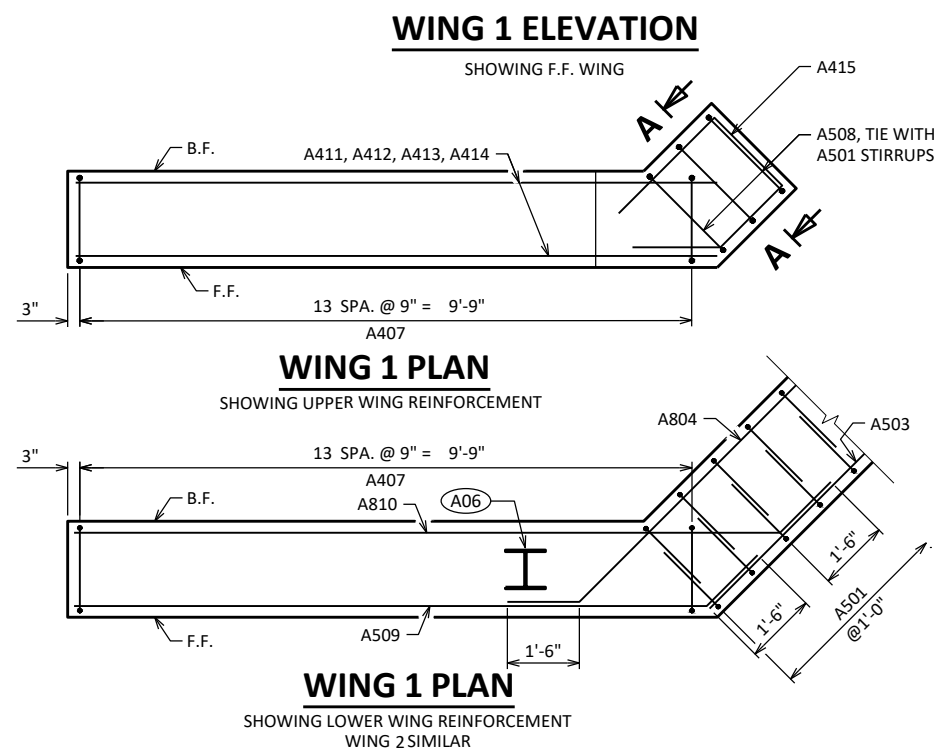 WING 1 ELEVATION
SHOWING F.F. WING
A415
A
A508, TIE WITH
A501 STIRRUPS
B.F.
A411, A412, A413, A414
A
F.F.
3"
13 SPA. @ 9" = 9'-9"
A407
WING 1 PLAN
SHOWING UPPER WING REINFORCEMENT
A804
A503
3"
13 SPA. @ 9" = 9'-9"
A407
B.F.
A810
A06
1'-6"
A501
@1'-0"
1'-6"
F.F.
A509
1'-6"
WING 1 PLAN
SHOWING LOWER WING REINFORCEMENT
WING 2 SIMILAR